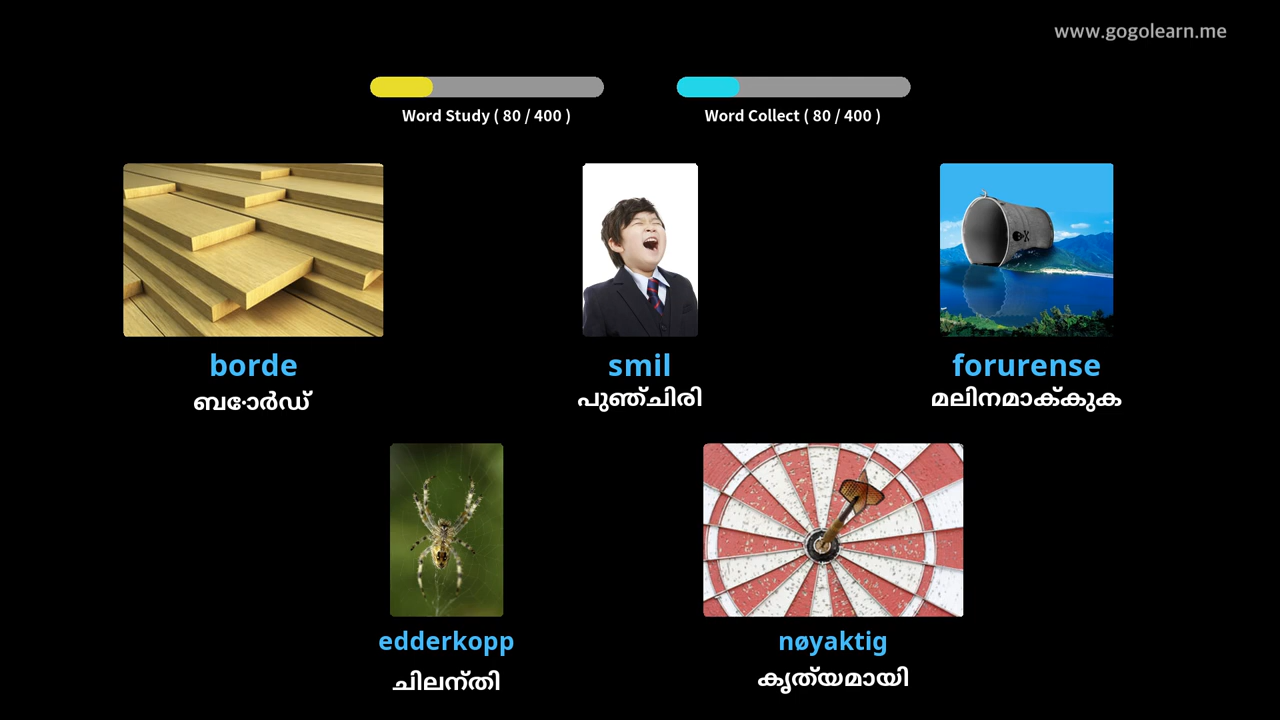 www.gogolearn.me
Word Study ( 80 / 400 )
Word Collect ( 80 / 400 )
borde
ബോർഡ്
smil
പുഞ്ചിരി
forurense
മലിനമാക്കുക
edderkopp
ചിലന്തി
nøyaktig
കൃത്യമായി